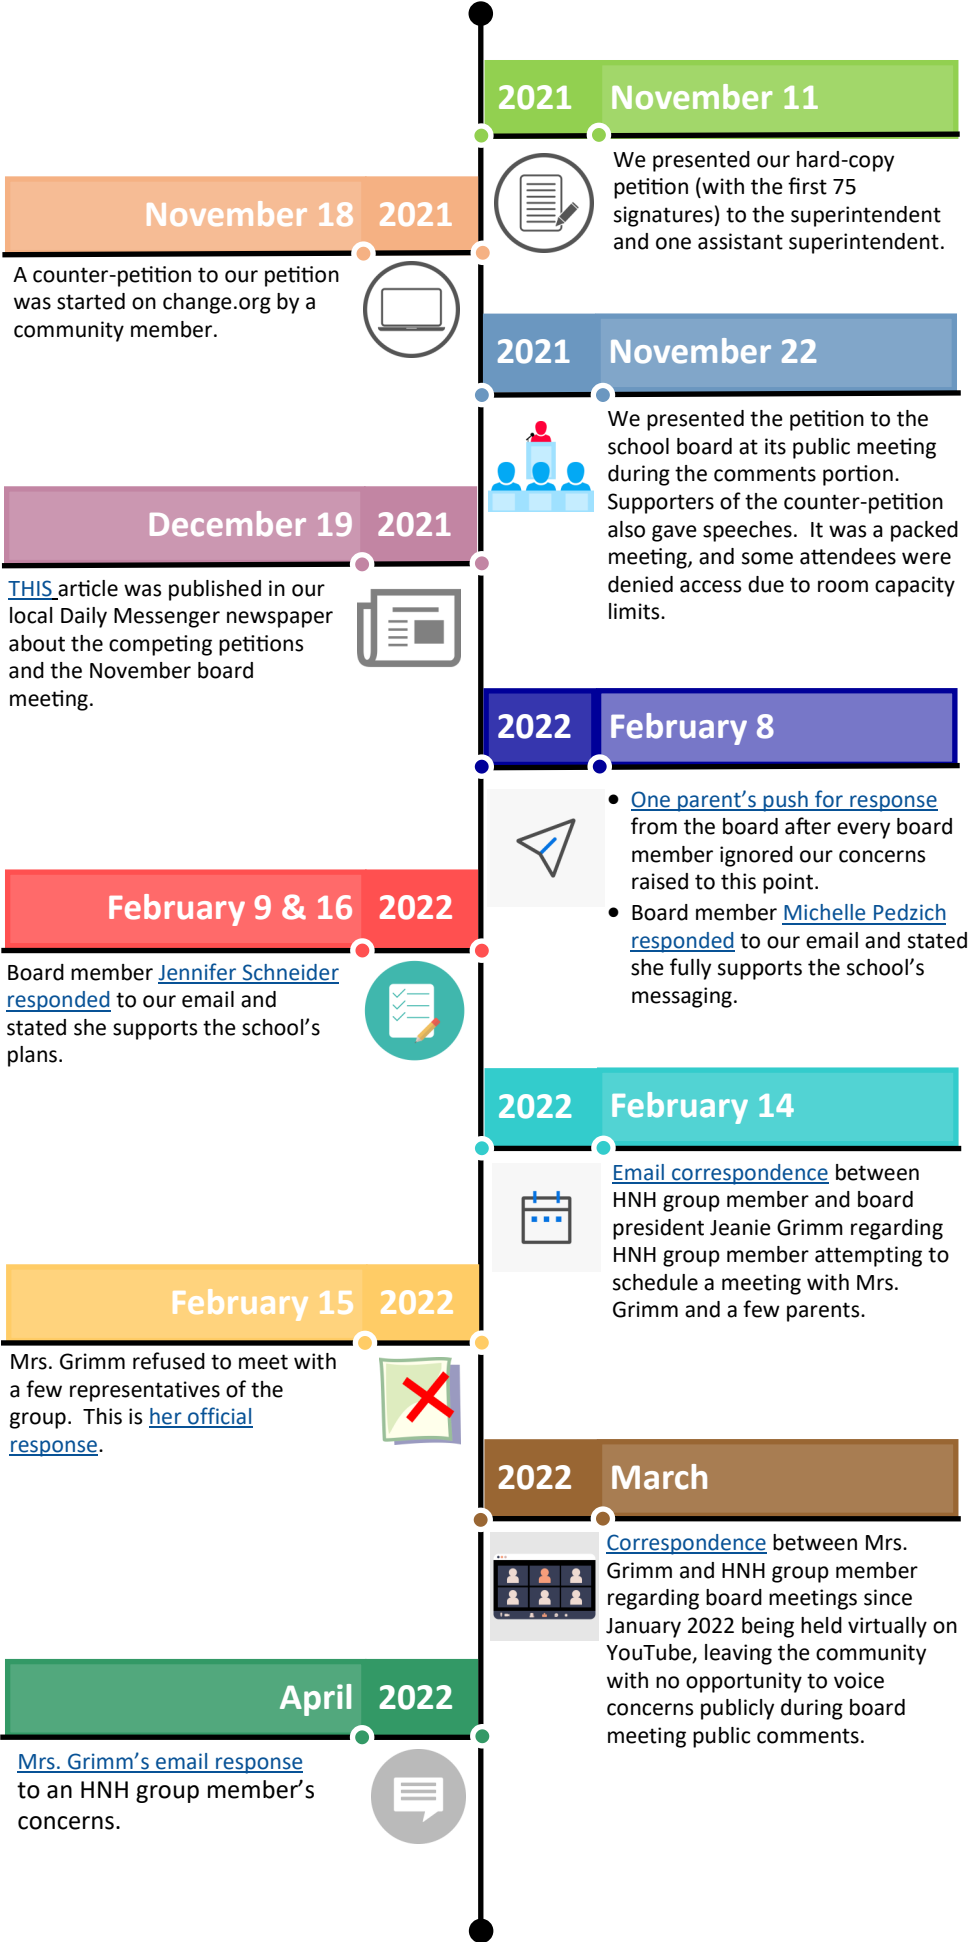 2021 November 11
We presented our hard-copy
petition (with the first 75
signatures) to the superintendent
and one assistant superintendent.
November 18 2021
A counter-petition to our petition
was started on change.org by a
community member.
2021 November 22
We presented the petition to the
school board at its public meeting
during the comments portion.
Supporters of the counter-petition
also gave speeches.  It was a packed
meeting, and some attendees were
denied access due to room capacity
limits.
December 19 2021
THIS article was published in our
local Daily Messenger newspaper
about the competing petitions
and the November board
meeting.
2022 February 8
• One parent’s push for response
from the board after every board
member ignored our concerns
raised to this point.
• Board member Michelle Pedzich
responded to our email and stated
she fully supports the school’s
messaging.
February 9 & 16 2022
Board member Jennifer Schneider
responded to our email and
stated she supports the school’s
plans.
2022 February 14
Email correspondence between
HNH group member and board
president Jeanie Grimm regarding
HNH group member attempting to
schedule a meeting with Mrs.
Grimm and a few parents.
February 15 2022
Mrs. Grimm refused to meet with
a few representatives of the
group.  This is her official
response.
2022 March
Correspondence between Mrs.
Grimm and HNH group member
regarding board meetings since
January 2022 being held virtually on
YouTube, leaving the community
with no opportunity to voice
concerns publicly during board
meeting public comments.
April 2022
Mrs. Grimm’s email response
to an HNH group member’s
concerns.